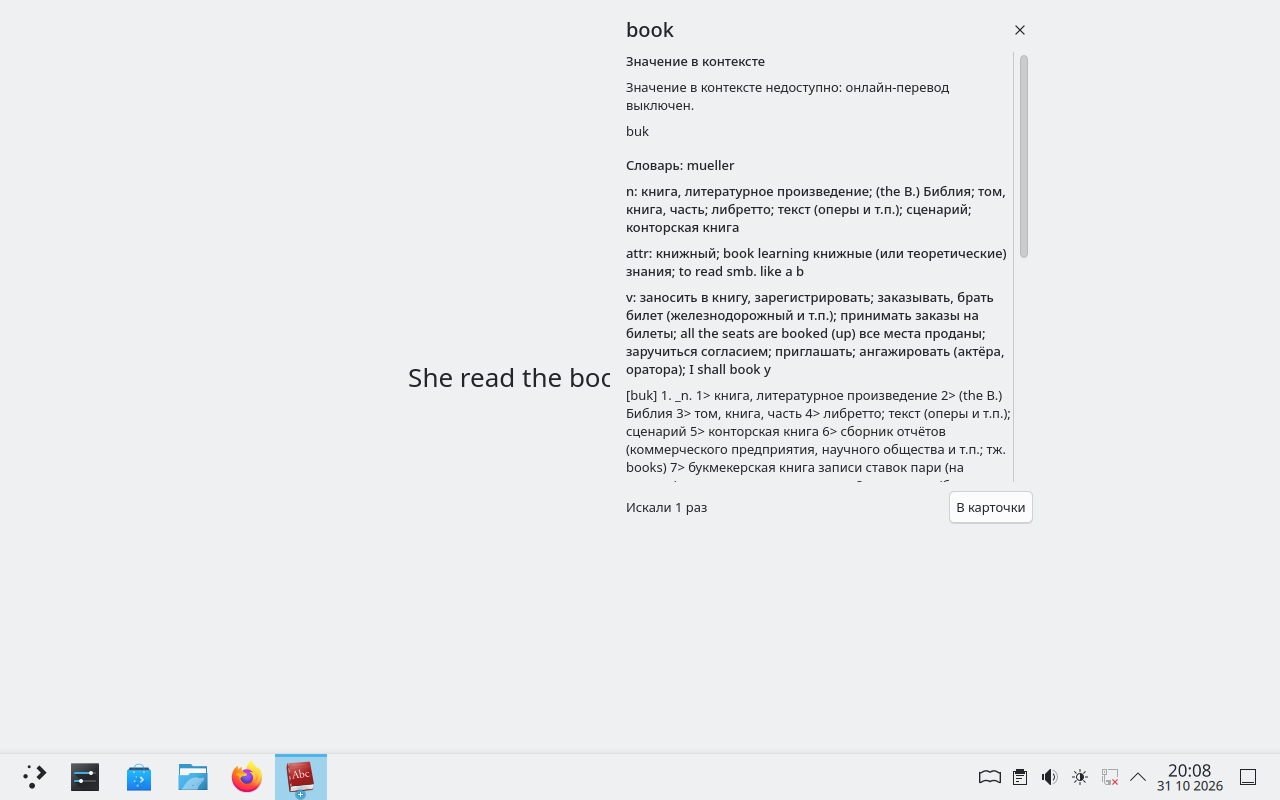 book
Значение в контексте
Значение в контексте недоступно: онлайн-перевод
выключен.
buk
Словарь: mueller
n: книга, литературное произведение; (the B.) Библия; том,
книга, часть; либретто; текст (оперы и т.п.); сценарий;
конторская книга
attr: книжный; book learning книжные (или теоретические)
знания; to read smb. like a b
v: заносить в книгу, зарегистрировать; заказывать, брать
билет (железнодорожный и т.п.); принимать заказы на
билеты; all the seats are booked (up) все места проданы;
заручиться согласием; приглашать; ангажировать (актёра,
оратора); I shall book y
She read the boo
[buk] 1. _n. 1> книга, литературное произведение 2> (the B.)
Библия 3> том, книга, часть 4> либретто; текст (оперы и т.п.);
сценарий 5> конторская книга 6> сборник отчётов
(коммерческого предприятия, научного общества и т.п.; тж.
books) 7> букмекерская книга записи ставок пари (на
Искали 1 раз
В карточки
Abc
20:08
31 10 2026